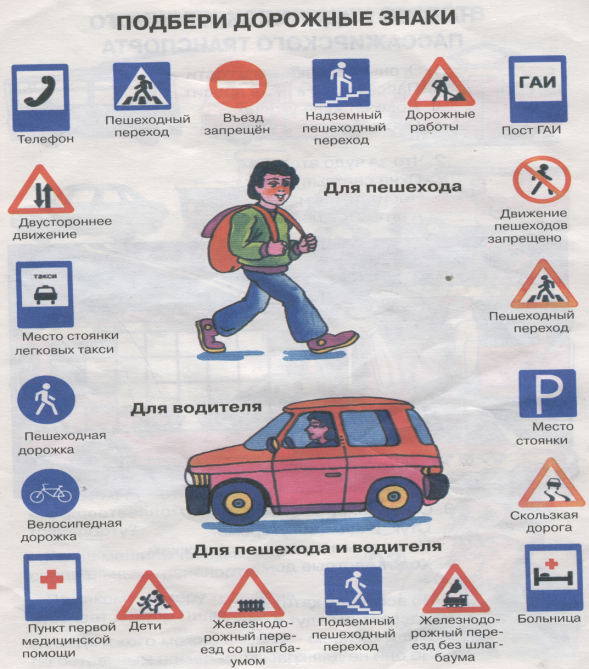 ПОДБЕРИ ДОРОЖНЫЕ ЗНАКИ
Телефон
Пешеходный
переход
Въезд
запрещён
Надземный
пешеходный
переход
Дорожные
работы
ГАИ
Пост ГАИ
Двустороннее
движение
Для пешехода
Движение
пешеходов
запрещено
такси
Место стоянки
легковых такси
Пешеходный
переход
Пешеходная
дорожка
Для водителя
P
Место
стоянки
Велосипедная
дорожка
Скользкая
дорога
Для пешехода и водителя
Пункт первой
медицинской
помощи
Дети
Железнодо-
рожный пере-
езд со шлагба-
умом
Подземный
пешеходный
переход
Железнодо-
рожный пере-
езд без шлаг-
баума
Больница